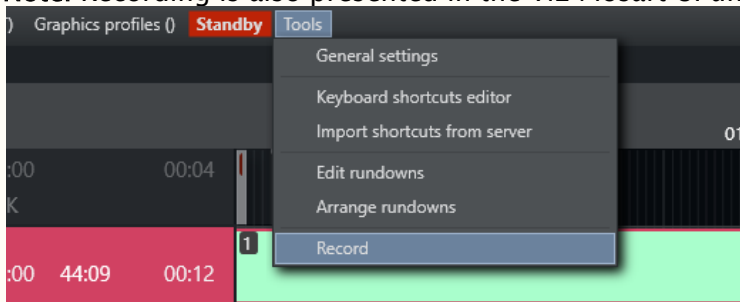 ) Graphics profiles () Standby Tools
General settings
Keyboard shortcuts editor
Import shortcuts from server
01
:00 00:04
Edit rundowns
K
Arrange rundowns
1
Record
:00 44:09 00:12